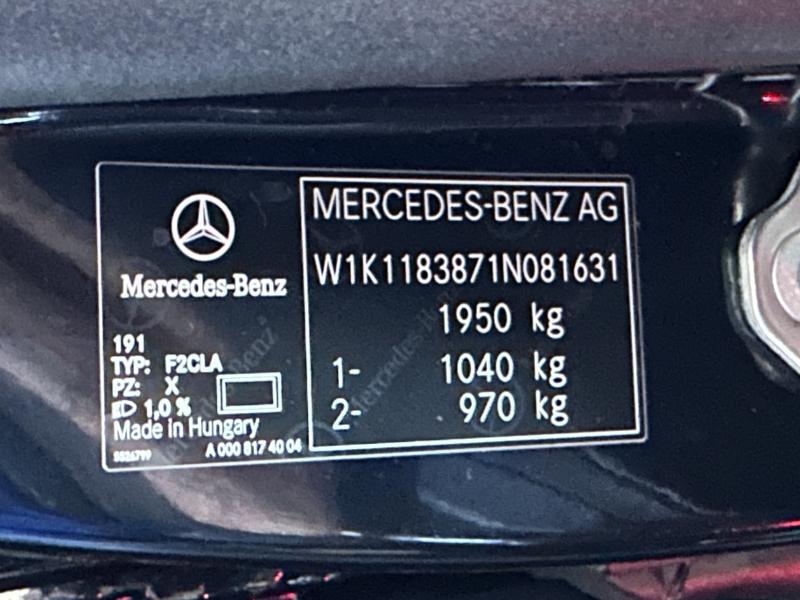 MERCEDES-BENZ AG
W1K1183871N081631
1950 kg
1- 1040 kg
2- 970 kg
Mercedes-Benz
191
TYP: F2CLA
PZ: X
1,0 %
Made in Hungary
A 000 817 40 04